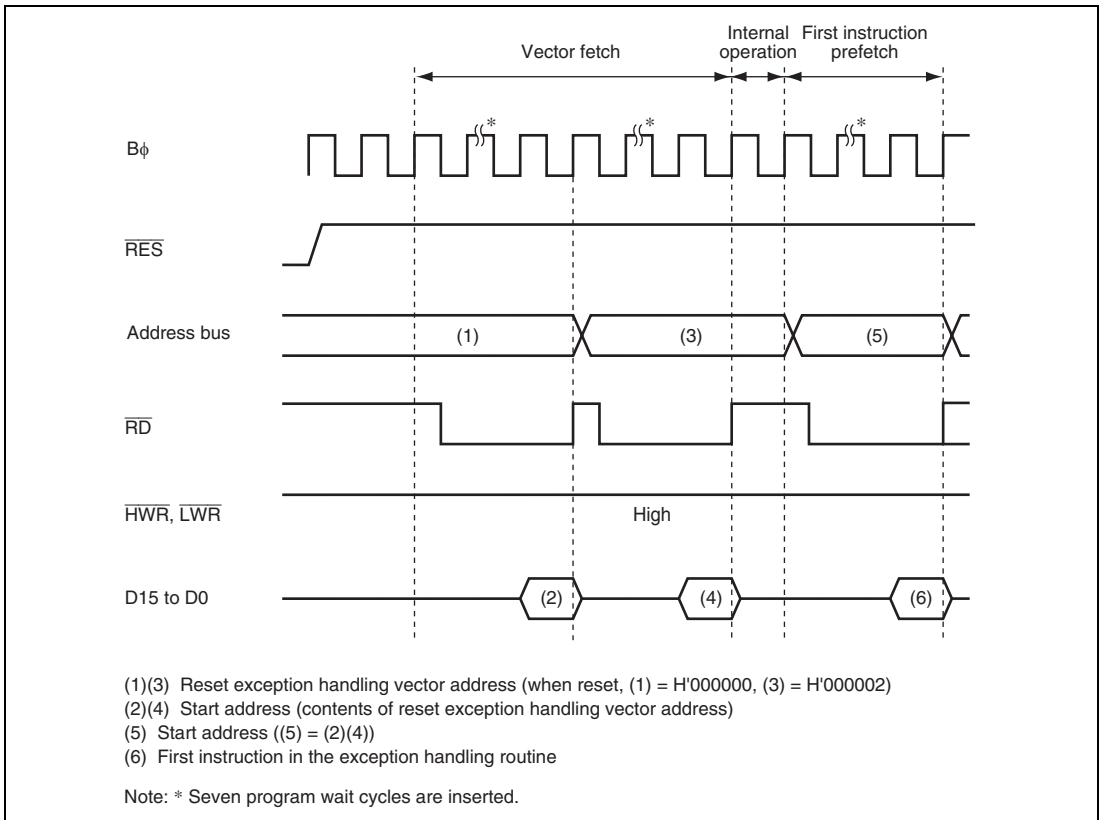 Vector fetch
Internal operation
First instruction prefetch
*
*
*
Bϕ
RES
Address bus
(1)
(3)
(5)
RD
HWR, LWR
High
D15 to D0
(2)
(4)
(6)
(1)(3) Reset exception handling vector address (when reset, (1) = H'000000, (3) = H'000002)
(2)(4) Start address (contents of reset exception handling vector address)
(5) Start address ((5) = (2)(4))
(6) First instruction in the exception handling routine
Note: * Seven program wait cycles are inserted.